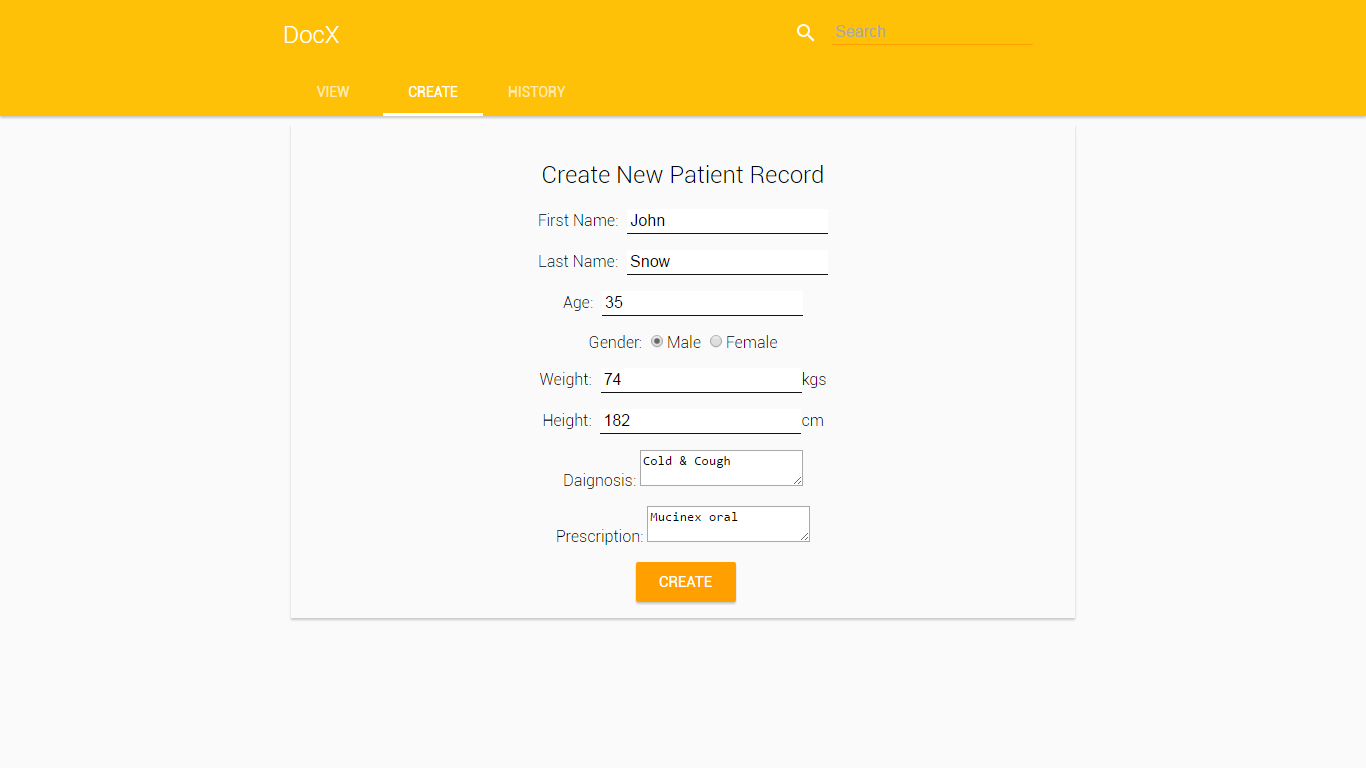 DocX
Search
VIEW CREATE HISTORY
Create New Patient Record
First Name: John
Last Name: Snow
Age: 35
Gender: Male Female
Weight: 74 kgs
Height: 182 cm
Daignosis: Cold & Cough
Prescription: Mucinex oral
CREATE